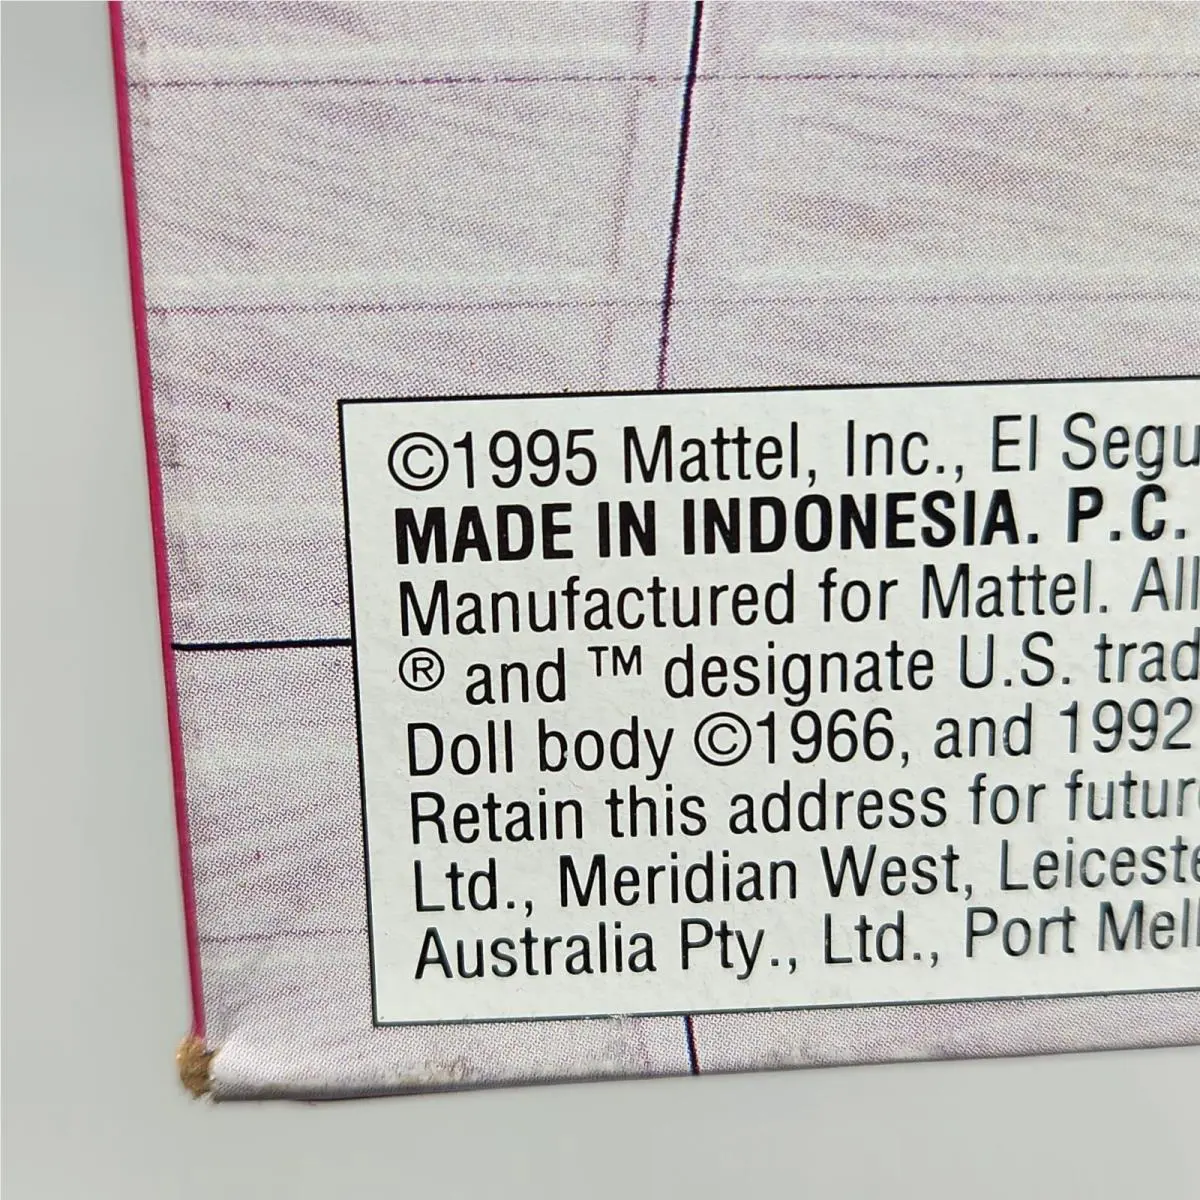 ©1995 Mattel, Inc., El Segu
MADE IN INDONESIA. P.C.
Manufactured for Mattel. All
® and ™ designate U.S. trad
Doll body ©1966, and 1992
Retain this address for futur
Ltd., Meridian West, Leiceste
Australia Pty., Ltd., Port Mel